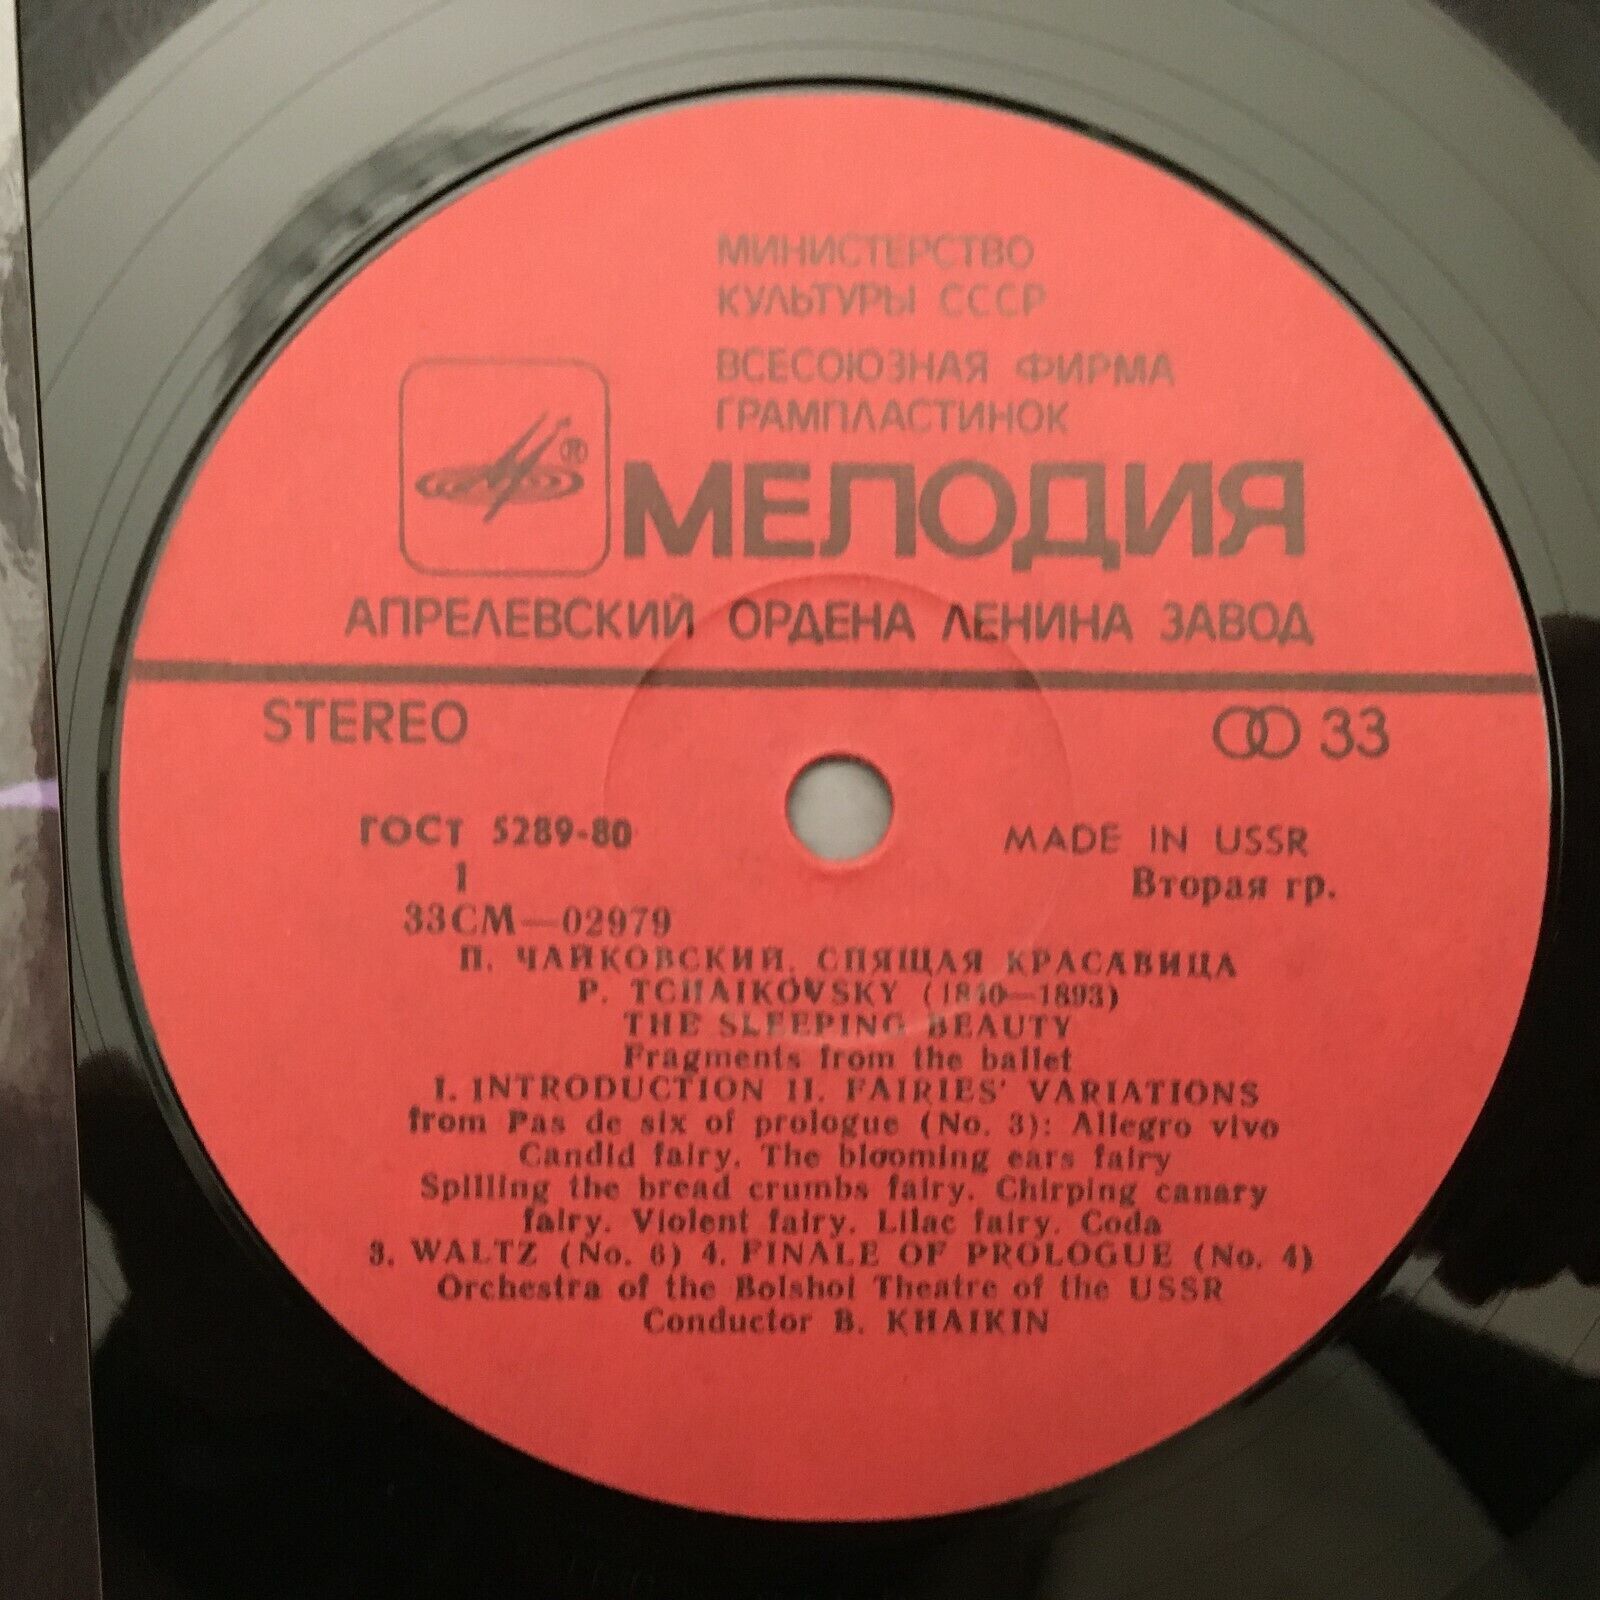 МИНИСТЕРСТВО
КУЛЬТУРЫ СССР
ВСЕСОЮЗНАЯ ФИРМА
ГРАМПЛАСТИНОК
® МЕЛОДИЯ
АПРЕЛЕВСКИЙ ОРДЕНА ЛЕНИНА ЗАВОД
STEREO 33
ГОСТ 5289-80 MADE IN USSR
1 Вторая гр.
33СМ—02979
П. ЧАЙКОВСКИЙ. СПЯЩАЯ КРАСАВИЦА
P. TCHAIKOVSKY (1840—1893)
THE SLEEPING BEAUTY
Fragments from the ballet
I. INTRODUCTION II. FAIRIES' VARIATIONS
from Pas de six of prologue (No. 3): Allegro vivo
Candid fairy. The blooming ears fairy
Spilling the bread crumbs fairy. Chirping canary
fairy. Violent fairy. Lilac fairy. Coda
3. WALTZ (No. 6) 4. FINALE OF PROLOGUE (No. 4)
Orchestra of the Bolshoi Theatre of the USSR
Conductor B. KHAIKIN